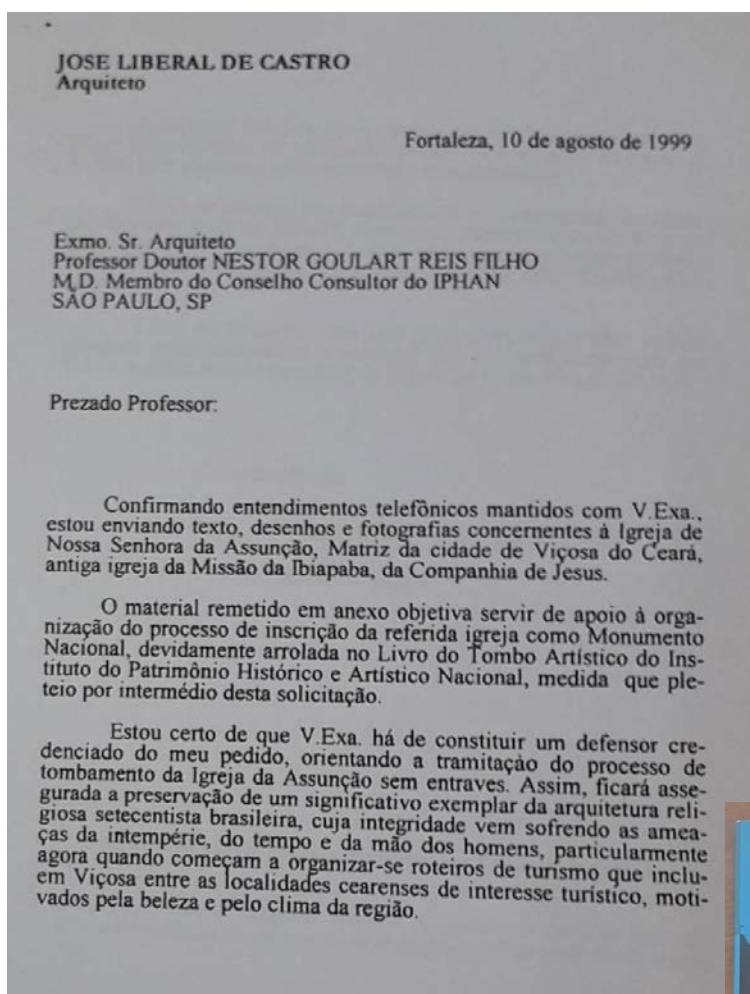 JOSE LIBERAL DE CASTRO
Arquiteto
Fortaleza, 10 de agosto de 1999
Exmo. Sr. Arquiteto
Professor Doutor NESTOR GOULART REIS FILHO
M.D. Membro do Conselho Consultor do IPHAN
SÃO PAULO, SP
Prezado Professor:
Confirmando entendimentos telefônicos mantidos com V.Exa.,
estou enviando texto, desenhos e fotografias concernentes à Igreja de
Nossa Senhora da Assunção, Matriz da cidade de Viçosa do Ceará,
antiga igreja da Missão da Ibiapaba, da Companhia de Jesus.
O material remetido em anexo objetiva servir de apoio à orga-
nização do processo de inscrição da referida igreja como Monumento
Nacional, devidamente arrolada no Livro do Tombo Artístico do Ins-
tituto do Patrimônio Histórico e Artístico Nacional, medida que ple-
teio por intermédio desta solicitação.
Estou certo de que V.Exa. há de constituir um defensor cre-
denciado do meu pedido, orientando a tramitação do processo de
tombamento da Igreja da Assunção sem entraves. Assim, ficará asse-
gurada a preservação de um significativo exemplar da arquitetura reli-
giosa setecentista brasileira, cuja integridade vem sofrendo as amea-
ças da intempérie, do tempo e da mão dos homens, particularmente
agora quando começam a organizar-se roteiros de turismo que inclu-
em Viçosa entre as localidades cearenses de interesse turístico, moti-
vados pela beleza e pelo clima da região.